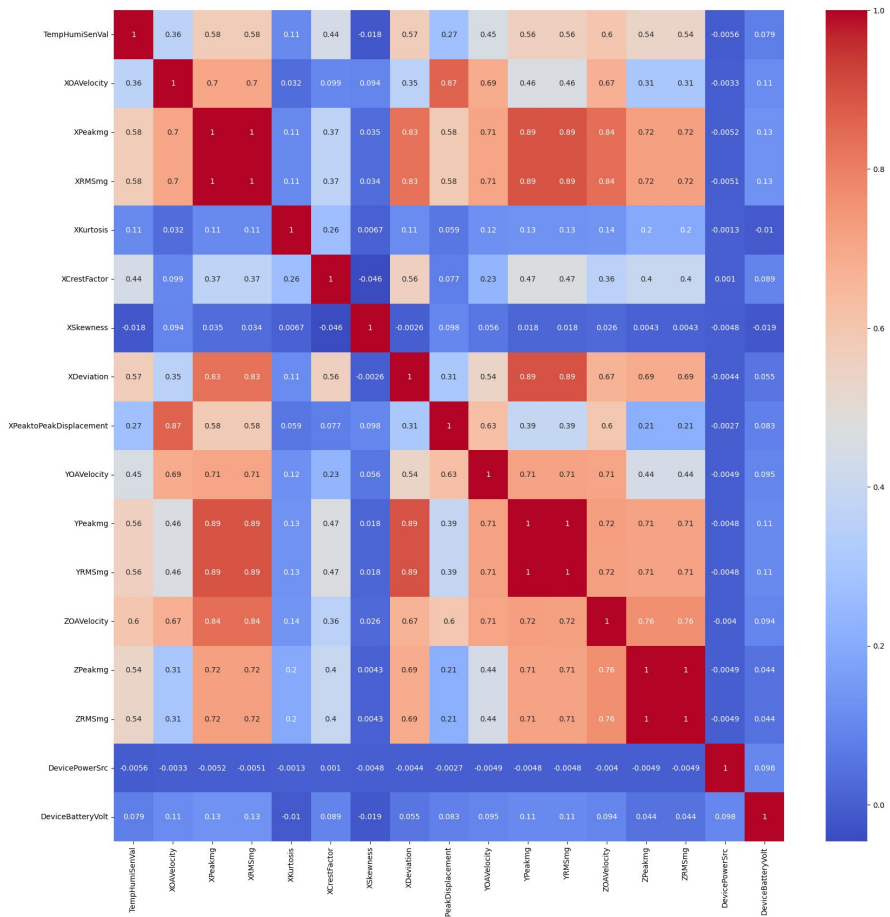 TempHumiSenVal 1 0.36 0.58 0.58 0.11 0.44 -0.018 0.57 0.27 0.45 0.56 0.56 0.6 0.54 0.54 -0.0056 0.079
XOAVelocity 0.36 1 0.7 0.7 0.032 0.099 0.094 0.35 0.87 0.69 0.46 0.46 0.67 0.31 0.31 -0.0033 0.11
XPeakmg 0.58 0.7 1 1 0.11 0.37 0.035 0.83 0.58 0.71 0.89 0.89 0.84 0.72 0.72 -0.0052 0.13
XRMSmg 0.58 0.7 1 1 0.11 0.37 0.034 0.83 0.58 0.71 0.89 0.89 0.84 0.72 0.72 -0.0051 0.13
XKurtosis 0.11 0.032 0.11 0.11 1 0.26 0.0067 0.11 0.059 0.12 0.13 0.13 0.14 0.2 0.2 -0.0013 -0.01
XCrestFactor 0.44 0.099 0.37 0.37 0.26 1 -0.046 0.56 0.077 0.23 0.47 0.47 0.36 0.4 0.4 0.001 0.089
XSkewness -0.018 0.094 0.035 0.034 0.0067 -0.046 1 -0.0026 0.098 0.056 0.018 0.018 0.026 0.0043 0.0043 -0.0048 -0.019
XDeviation 0.57 0.35 0.83 0.83 0.11 0.56 -0.0026 1 0.31 0.54 0.89 0.89 0.67 0.69 0.69 -0.0044 0.055
XPeaktoPeakDisplacement 0.27 0.87 0.58 0.58 0.059 0.077 0.098 0.31 1 0.63 0.39 0.39 0.6 0.21 0.21 -0.0027 0.083
YOAVelocity 0.45 0.69 0.71 0.71 0.12 0.23 0.056 0.54 0.63 1 0.71 0.71 0.71 0.44 0.44 -0.0049 0.095
YPeakmg 0.56 0.46 0.89 0.89 0.13 0.47 0.018 0.89 0.39 0.71 1 1 0.72 0.71 0.71 -0.0048 0.11
YRMSmg 0.56 0.46 0.89 0.89 0.13 0.47 0.018 0.89 0.39 0.71 1 1 0.72 0.71 0.71 -0.0048 0.11
ZOAVelocity 0.6 0.67 0.84 0.84 0.14 0.36 0.026 0.67 0.6 0.71 0.72 0.72 1 0.76 0.76 -0.004 0.094
ZPeakmg 0.54 0.31 0.72 0.72 0.2 0.4 0.0043 0.69 0.21 0.44 0.71 0.71 0.76 1 1 -0.0049 0.044
ZRMSmg 0.54 0.31 0.72 0.72 0.2 0.4 0.0043 0.69 0.21 0.44 0.71 0.71 0.76 1 1 -0.0049 0.044
DevicePowerSrc -0.0056 -0.0033 -0.0052 -0.0051 -0.0013 0.001 -0.0048 -0.0044 -0.0027 -0.0049 -0.0048 -0.0048 -0.004 -0.0049 -0.0049 1 0.098
DeviceBatteryVolt 0.079 0.11 0.13 0.13 -0.01 0.089 -0.019 0.055 0.083 0.095 0.11 0.11 0.094 0.044 0.044 0.098 1
TempHumiSenVal
XOAVelocity
XPeakmg
XRMSmg
XKurtosis
XCrestFactor
XSkewness
XDeviation
PeakDisplacement
YOAVelocity
YPeakmg
YRMSmg
ZOAVelocity
ZPeakmg
ZRMSmg
DevicePowerSrc
DeviceBatteryVolt
1.0
0.8
0.6
0.4
0.2
0.0